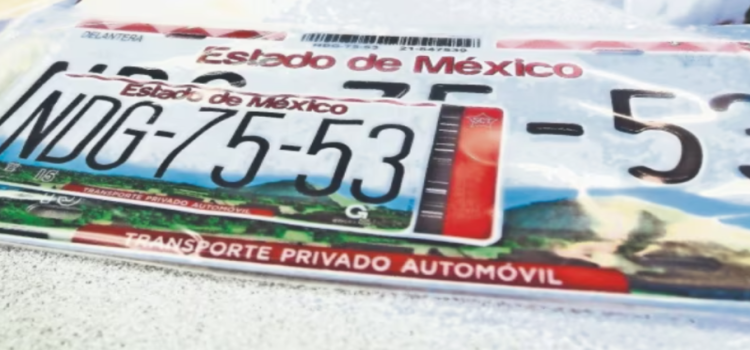 DELANTERA
NDG-75-53
Estado de México
Estado de México
NDG-75-53
15
TRANSPORTE PRIVADO AUTOMÓVIL
G
TRANSPORTE PRIVADO AUTOMÓVIL